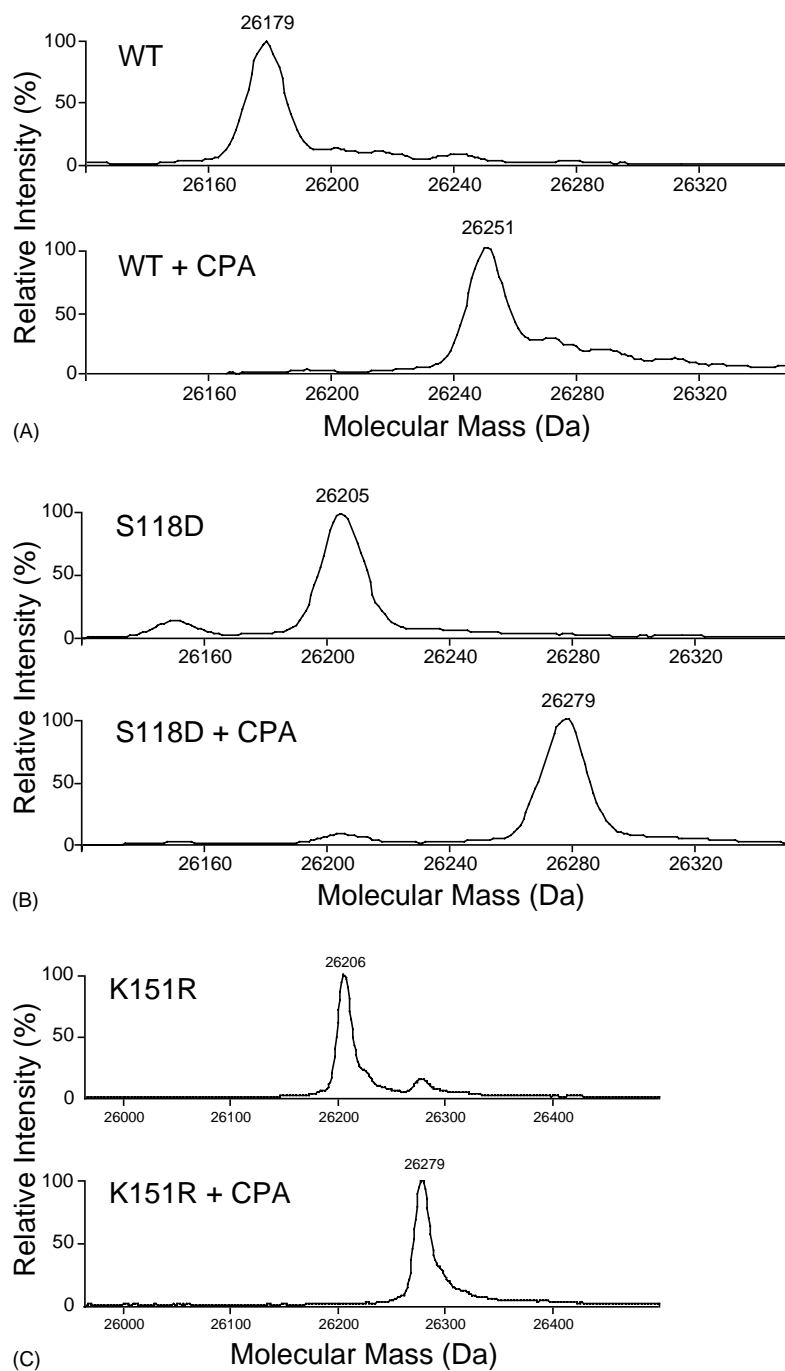 26179
WT
100
50
0
26160 26200 26240 26280 26320
26251
WT + CPA
100
50
0
26160 26200 26240 26280 26320
Relative Intensity (%)
Molecular Mass (Da)
(A)
26205
S118D
100
50
0
26160 26200 26240 26280 26320
26279
S118D + CPA
100
50
0
26160 26200 26240 26280 26320
Relative Intensity (%)
Molecular Mass (Da)
(B)
26206
K151R
100
50
0
26000 26100 26200 26300 26400
26279
K151R + CPA
100
50
0
26000 26100 26200 26300 26400
Relative Intensity (%)
Molecular Mass (Da)
(C)